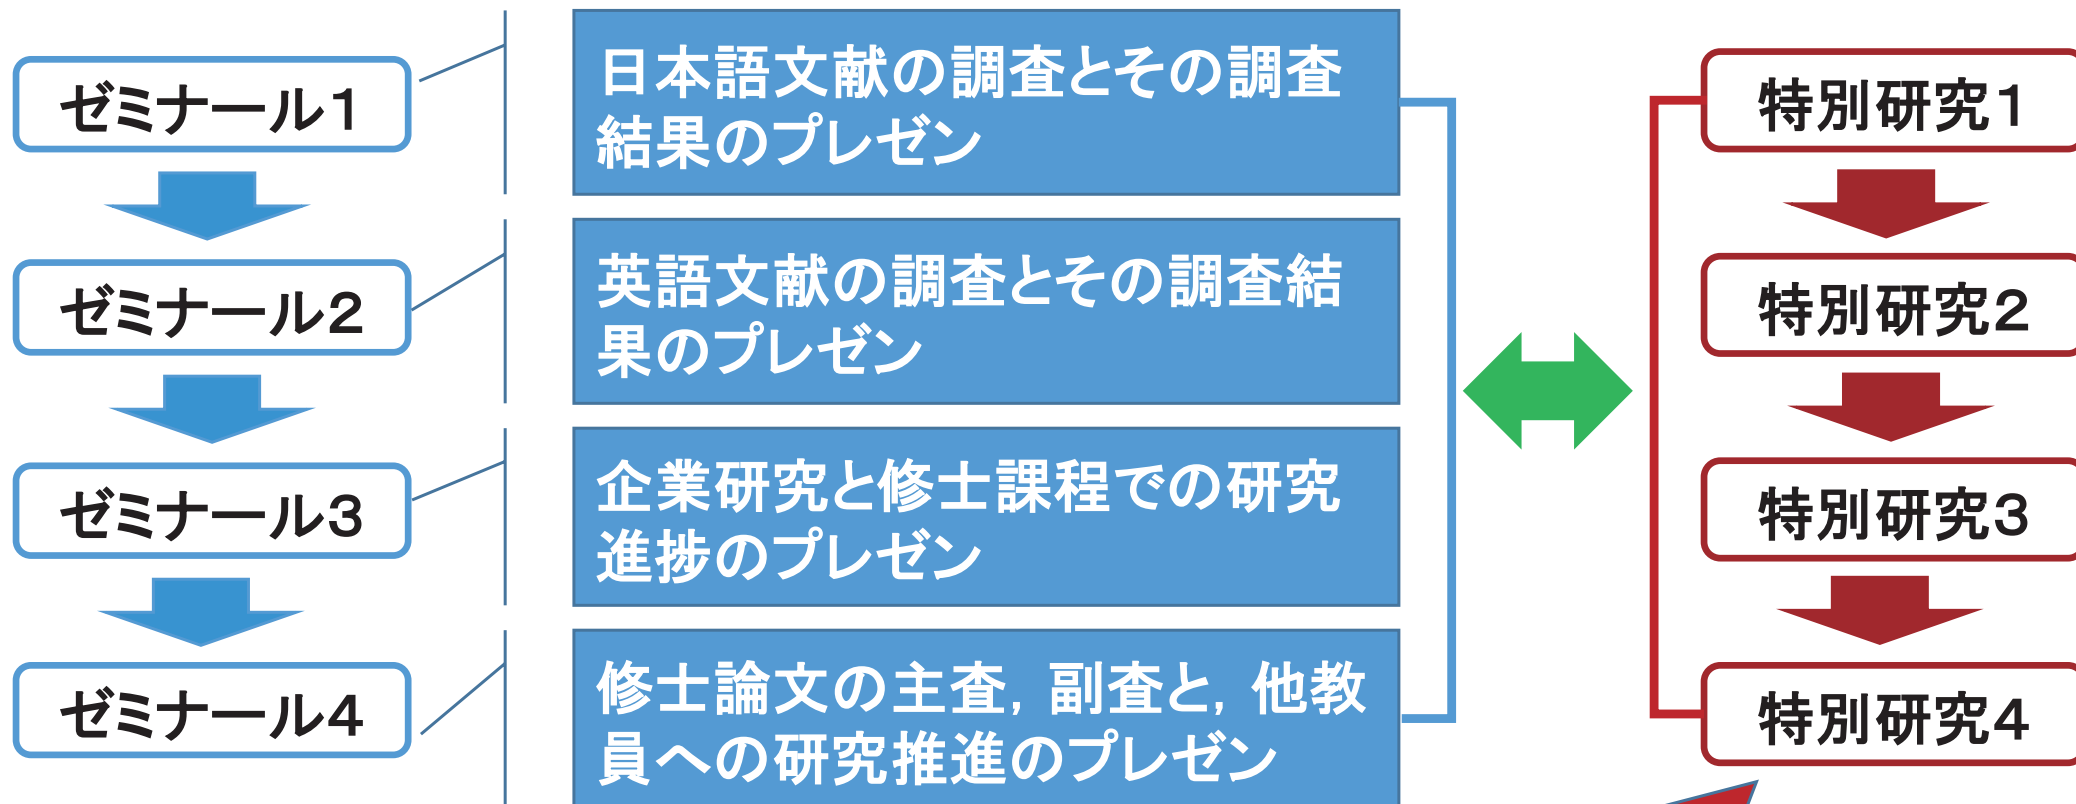 ゼミナール1
日本語文献の調査とその調査
結果のプレゼン
ゼミナール2
英語文献の調査とその調査結
果のプレゼン
ゼミナール3
企業研究と修士課程での研究
進捗のプレゼン
ゼミナール4
修士論文の主査，副査と，他教
員への研究推進のプレゼン
特別研究1
特別研究2
特別研究3
特別研究4